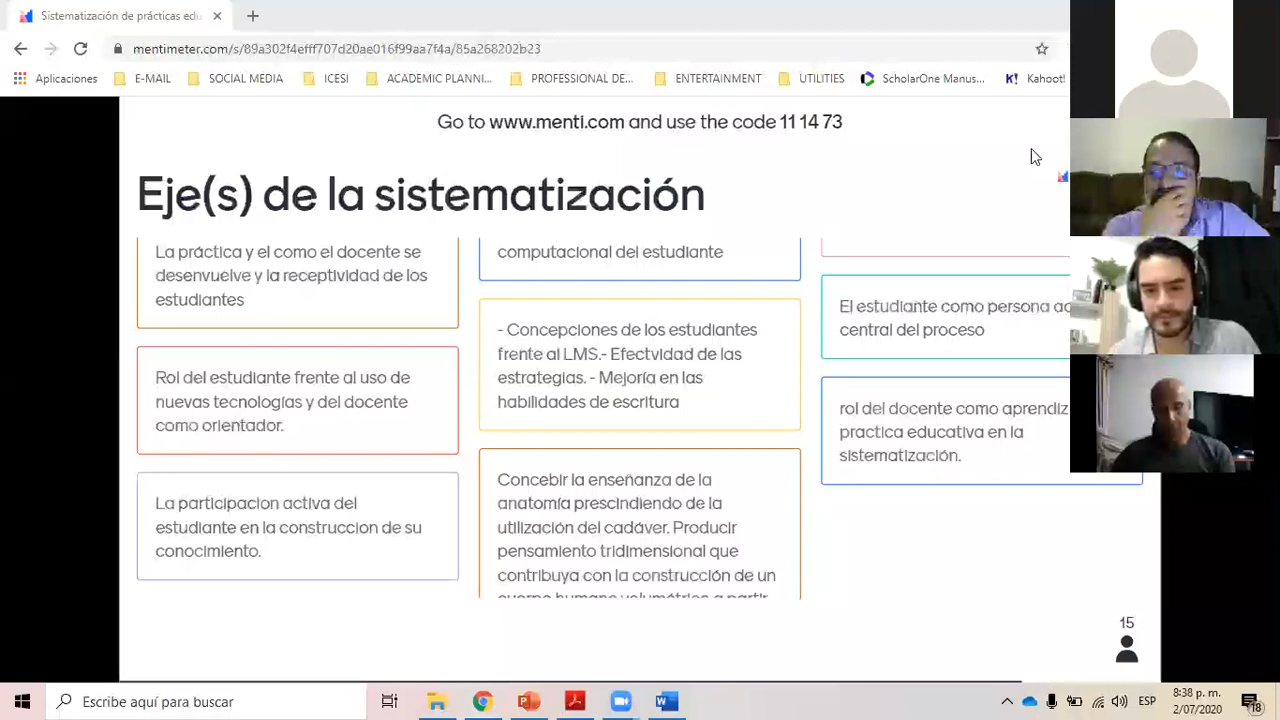 Sistematización de prácticas edu
mentimeter.com/s/89a302f4efff707d20ae016f99aa7f4a/85a268202b23
Aplicaciones E-MAIL SOCIAL MEDIA ICESI ACADEMIC PLANNI... PROFESSIONAL DE... ENTERTAINMENT UTILITIES ScholarOne Manus... Kahoot!
Go to www.menti.com and use the code 11 14 73
Eje(s) de la sistematización
La práctica y el como el docente se
desenvuelve y la receptividad de los
estudiantes
Rol del estudiante frente al uso de
nuevas tecnologías y del docente
como orientador.
La participacion activa del
estudiante en la construccion de su
conocimiento.
computacional del estudiante
- Concepciones de los estudiantes
frente al LMS.- Efectvidad de las
estrategias. - Mejoría en las
habilidades de escritura
Concebir la enseñanza de la
anatomía prescindiendo de la
utilización del cadáver. Producir
pensamiento tridimensional que
contribuya con la construcción de un
cuerpo humano volumétrico a partir
El estudiante como persona
central del proceso
rol del docente como aprendiz
practica educativa en la
sistematización.
15
Escribe aquí para buscar
ESP
8:38 p. m.
2/07/2020
18